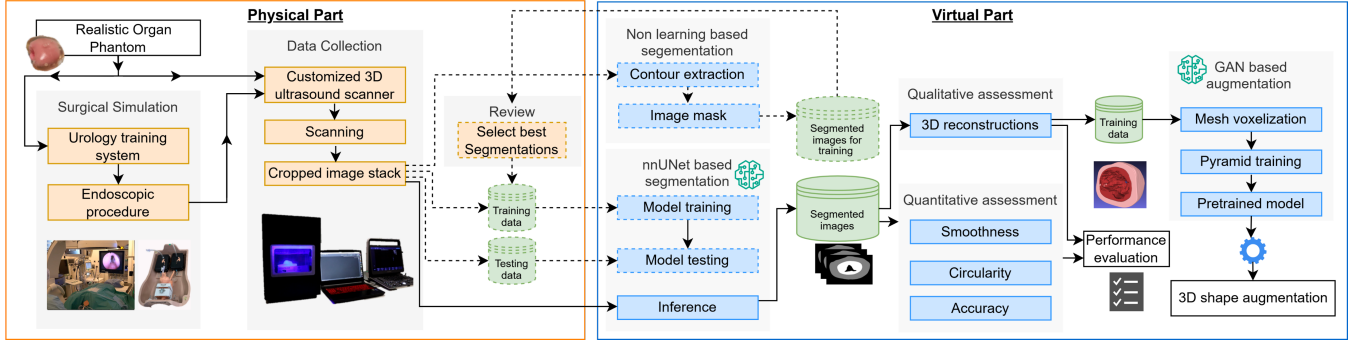 Physical Part
Realistic Organ
Phantom
Surgical Simulation
Urology training
system
Endoscopic
procedure
Data Collection
Customized 3D
ultrasound scanner
Scanning
Cropped image stack
Review
Select best
Segmentations
Training
data
Testing
data
Virtual Part
Non learning based
segementation
Contour extraction
Image mask
nnUNet based
segmentation
Model training
Model testing
Inference
Segmented
images for
training
Segmented
images
Qualitative assessment
3D reconstructions
Quantitative assessment
Smoothness
Circularity
Accuracy
Training
data
Performance
evaluation
GAN based
augmentation
Mesh voxelization
Pyramid training
Pretrained model
3D shape augmentation